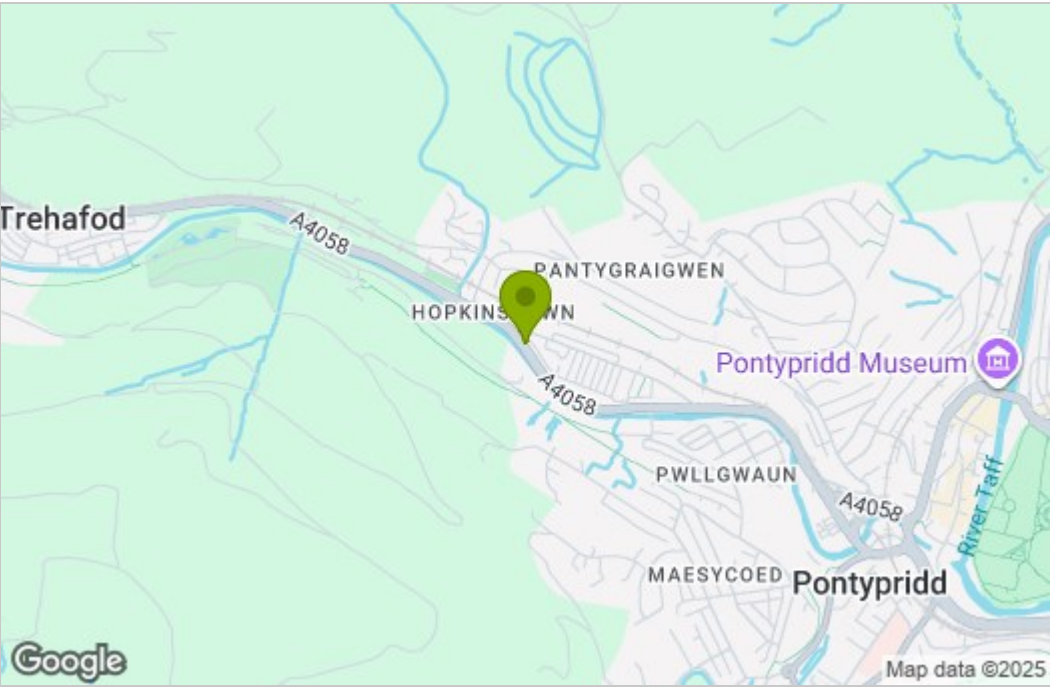 Trehafod
A4058
PANTYGRAIGWEN
HOPKINS WN
Pontypridd Museum
A4058
PWLLGWAUN
A4058
River Taff
MAESYCOED
Pontypridd
Google
Map data ©2025